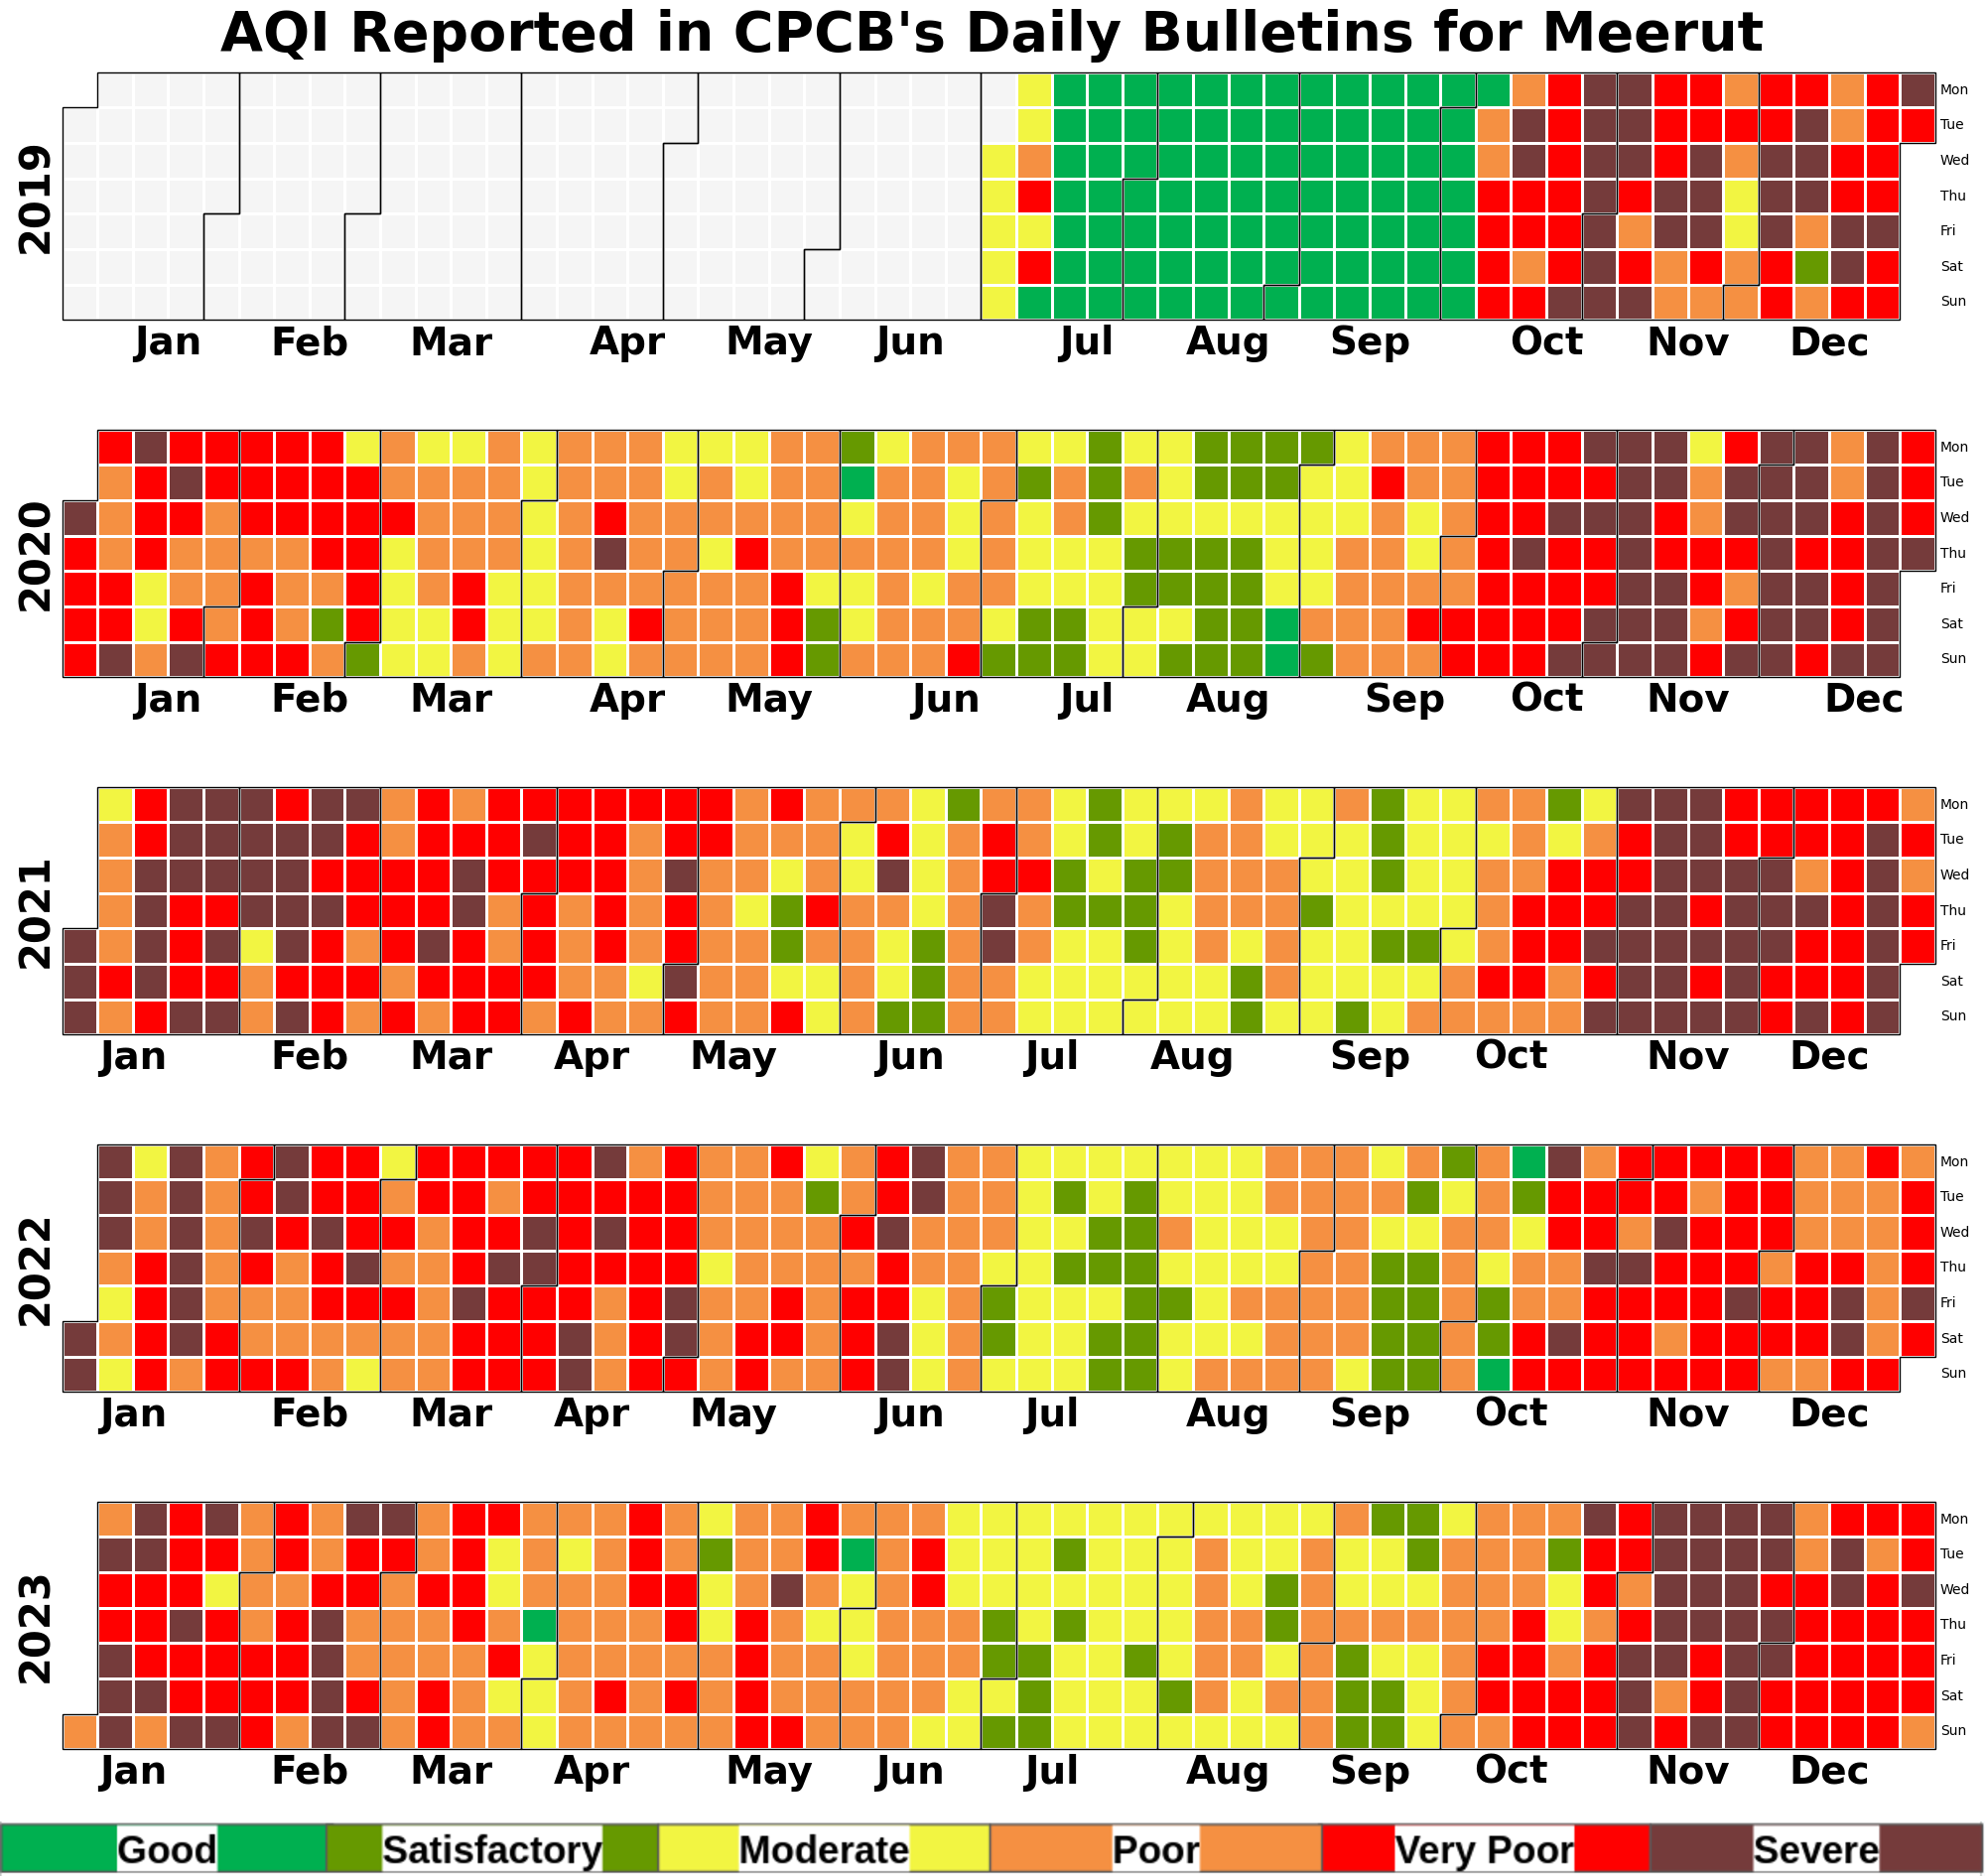 AQI Reported in CPCB's Daily Bulletins for Meerut
2019
Mon
Tue
Wed
Thu
Fri
Sat
Sun
Jan Feb Mar Apr May Jun Jul Aug Sep Oct Nov Dec
2020
Mon
Tue
Wed
Thu
Fri
Sat
Sun
Jan Feb Mar Apr May Jun Jul Aug Sep Oct Nov Dec
2021
Mon
Tue
Wed
Thu
Fri
Sat
Sun
Jan Feb Mar Apr May Jun Jul Aug Sep Oct Nov Dec
2022
Mon
Tue
Wed
Thu
Fri
Sat
Sun
Jan Feb Mar Apr May Jun Jul Aug Sep Oct Nov Dec
2023
Mon
Tue
Wed
Thu
Fri
Sat
Sun
Jan Feb Mar Apr May Jun Jul Aug Sep Oct Nov Dec
Good Satisfactory Moderate Poor Very Poor Severe